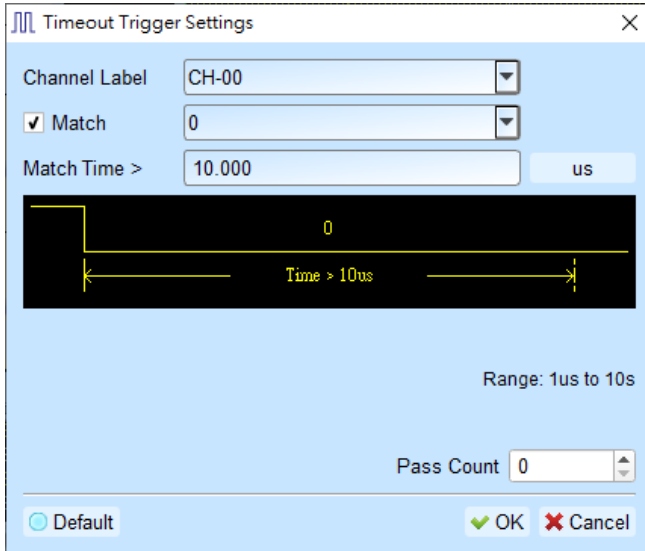 Timeout Trigger Settings
Channel Label CH-00
Match 0
Match Time > 10.000 us
0
Time > 10us
Range: 1us to 10s
Pass Count 0
Default OK Cancel